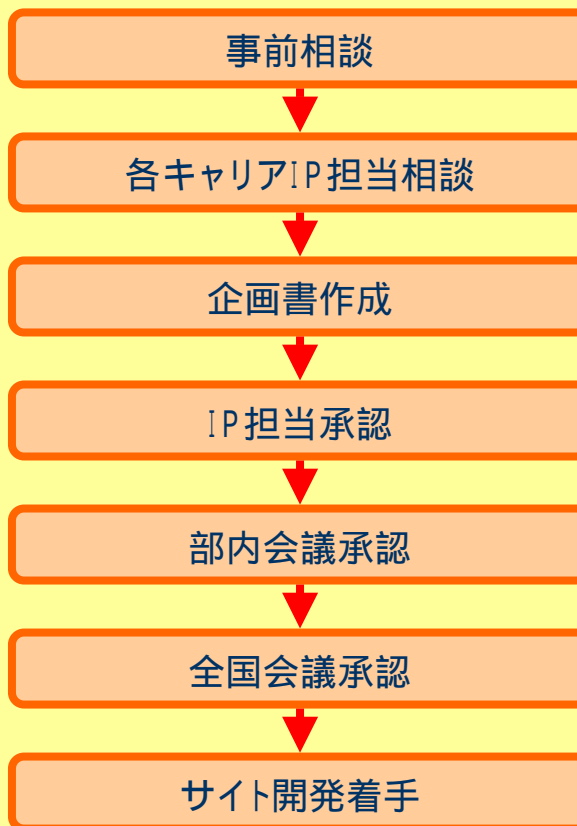 事前相談
各キャリアIP担当相談
企画書作成
IP担当承認
部内会議承認
全国会議承認
サイト開発着手